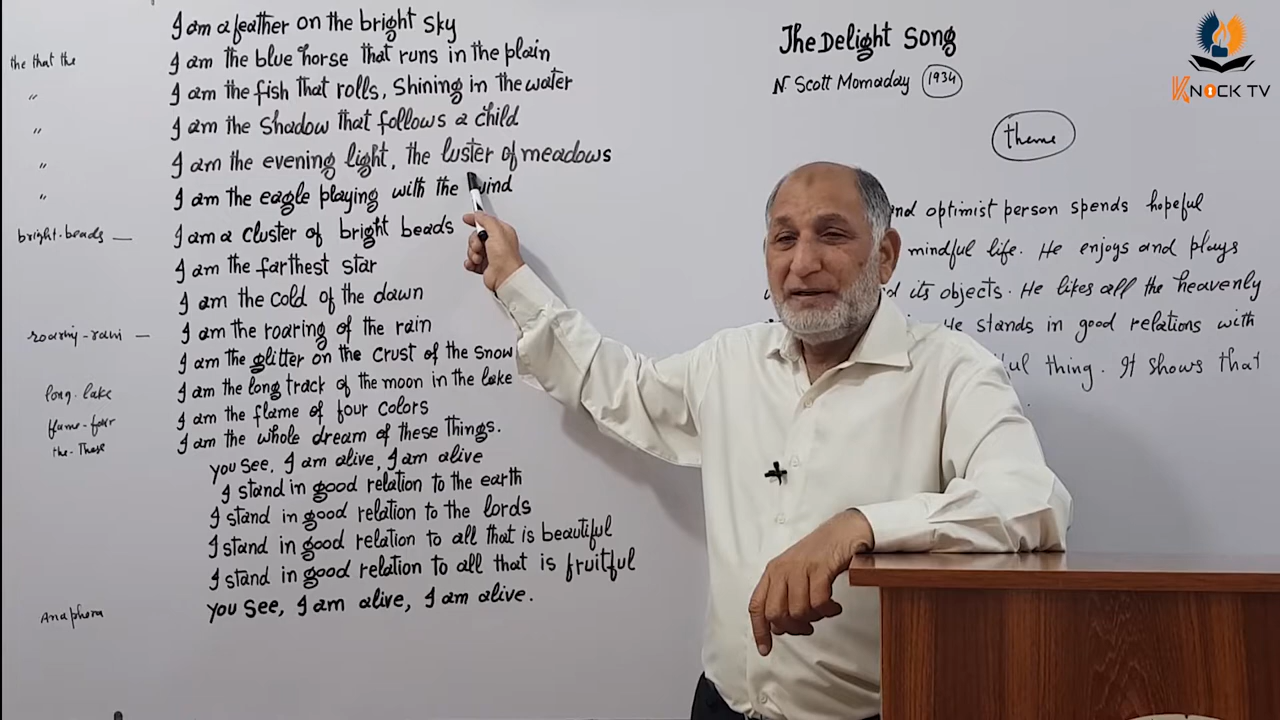 I am a feather on the bright sky
I am the blue horse that runs in the plain
I am the fish that rolls, shining in the water
I am the shadow that follows a child
I am the evening light, the luster of meadows
I am the eagle playing with the wind
I am a cluster of bright beads
I am the farthest star
I am the cold of the dawn
I am the roaring of the rain
I am the glitter on the crust of the snow
I am the long track of the moon in the lake
I am the flame of four colors
I am the whole dream of these things.
you see, I am alive, I am alive
I stand in good relation to the earth
I stand in good relation to the lords
I stand in good relation to all that is beautiful
I stand in good relation to all that is fruitful
you see, I am alive, I am alive.
the that the
"
"
"
"
bright-beads —
roaring-rain —
long-lake
flame-four
the-these
Anaphora
The Delight Song
N. Scott Momaday 1934
theme
and optimist person spends hopeful
mindful life. He enjoys and plays
its objects. He likes all the heavenly
He stands in good relations with
thing. It shows that
KNOCK TV